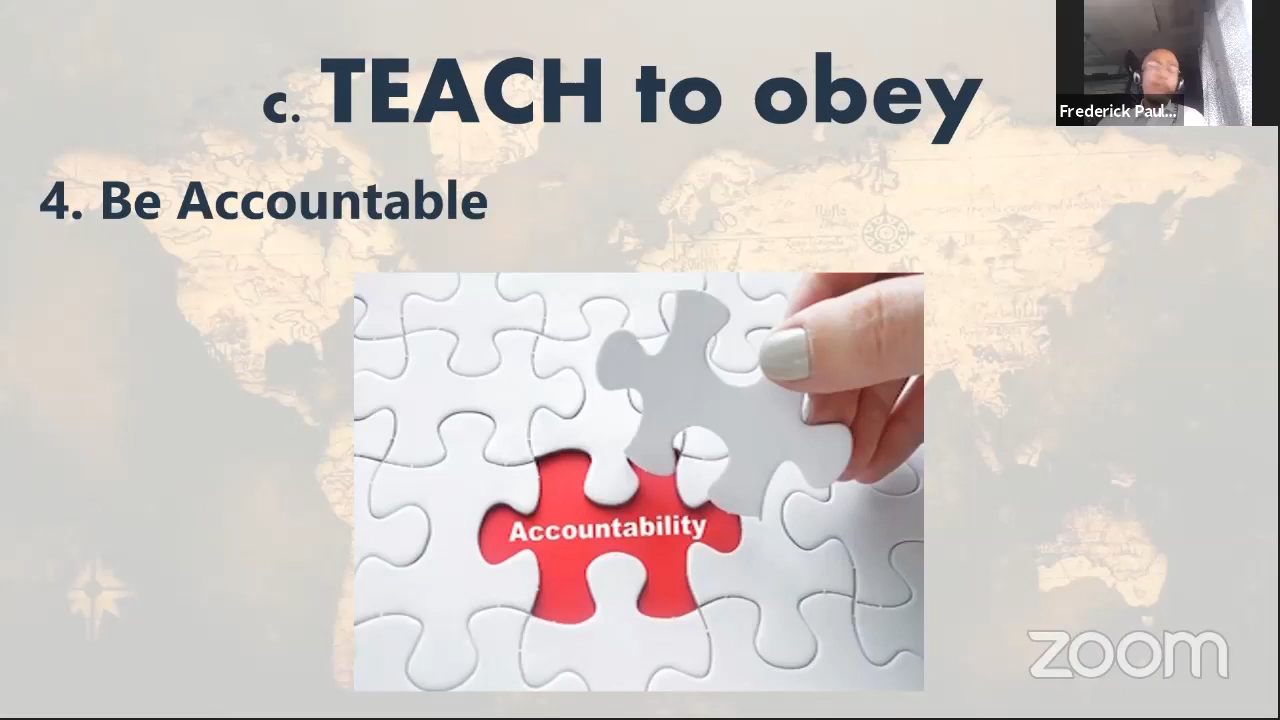 c. TEACH to obey
Frederick Paul...
4. Be Accountable
Accountability
zoom